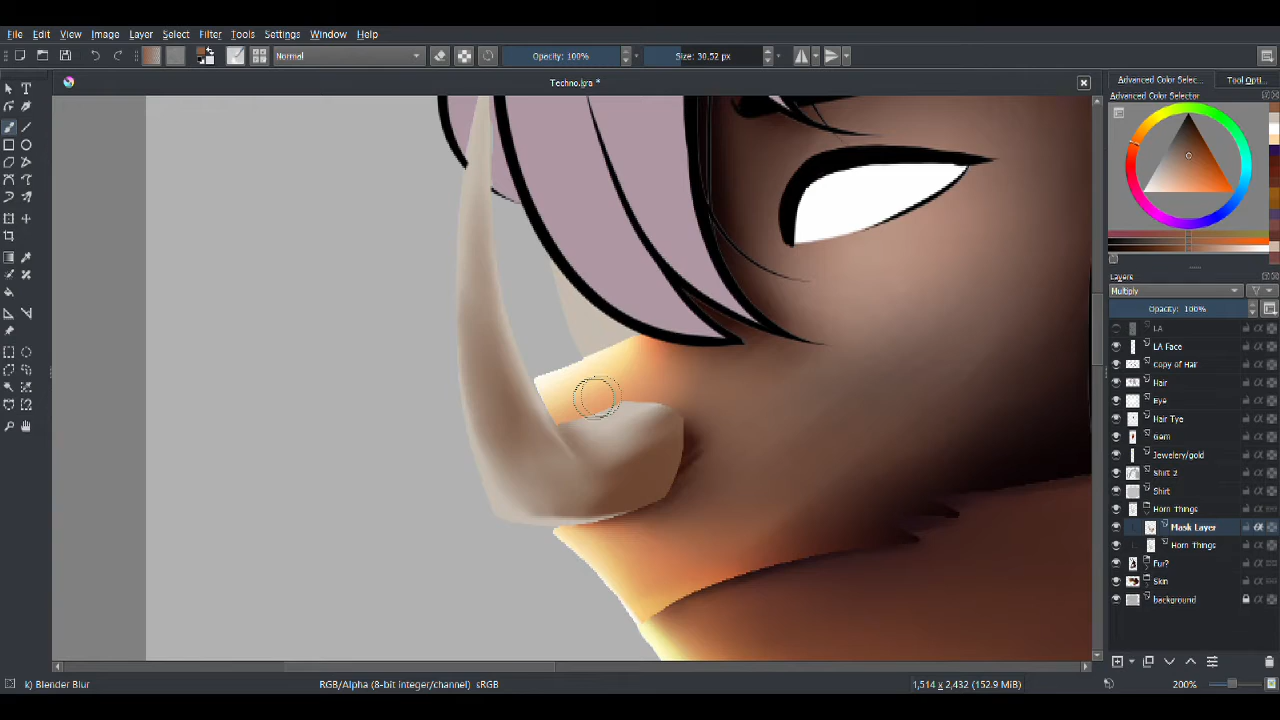 File Edit View Image Layer Select Filter Tools Settings Window Help
Normal Opacity: 100% Size: 30.52 px
Techno.kra *
Advanced Color Selec... Tool Opti...
Advanced Color Selector
Layers
Multiply
Opacity: 100%
LA
LA Face
Copy of Hair
Hair
Eye
Hair Tye
Gem
Jewelery/gold
Shirt 2
Shirt
Horn Things
Mask Layer
Horn Things
Fur?
Skin
background
k) Blender Blur RGB/Alpha (8-bit integer/channel) sRGB 1,514 x 2,432 (152.9 MiB) 200%